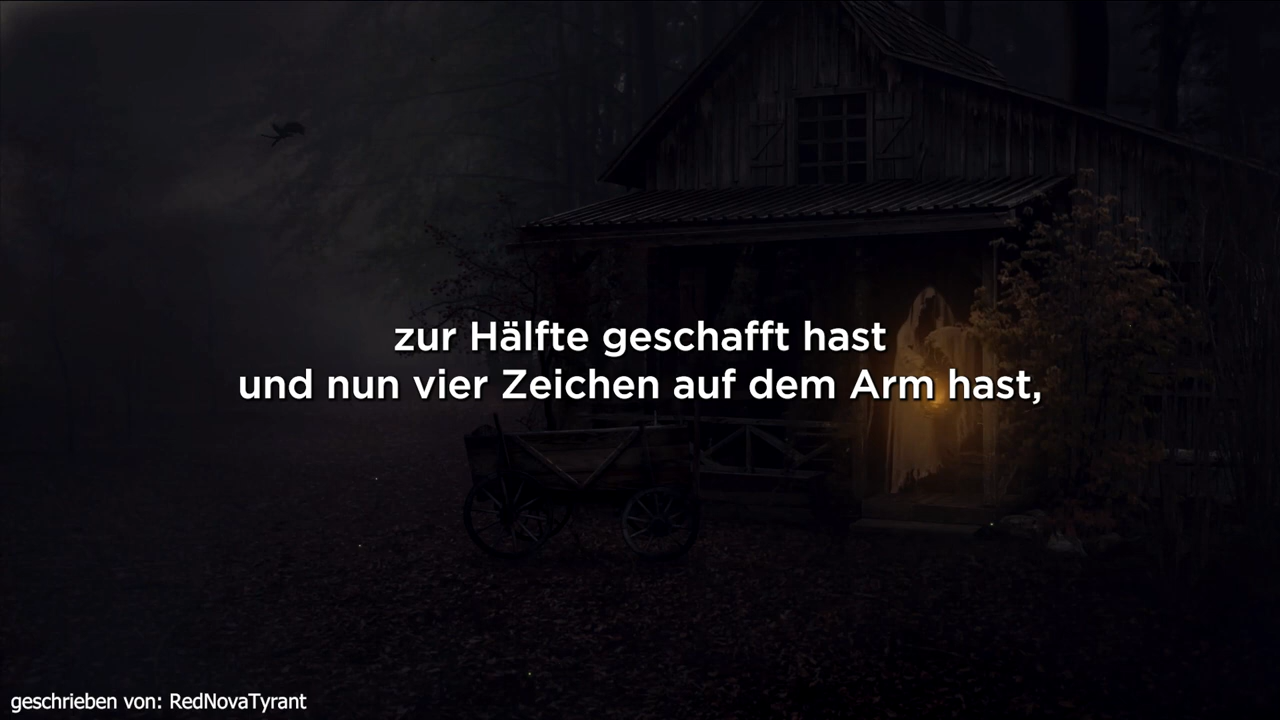 zur Hälfte geschafft hast
und nun vier Zeichen auf dem Arm hast,
geschrieben von: RedNovaTyrant